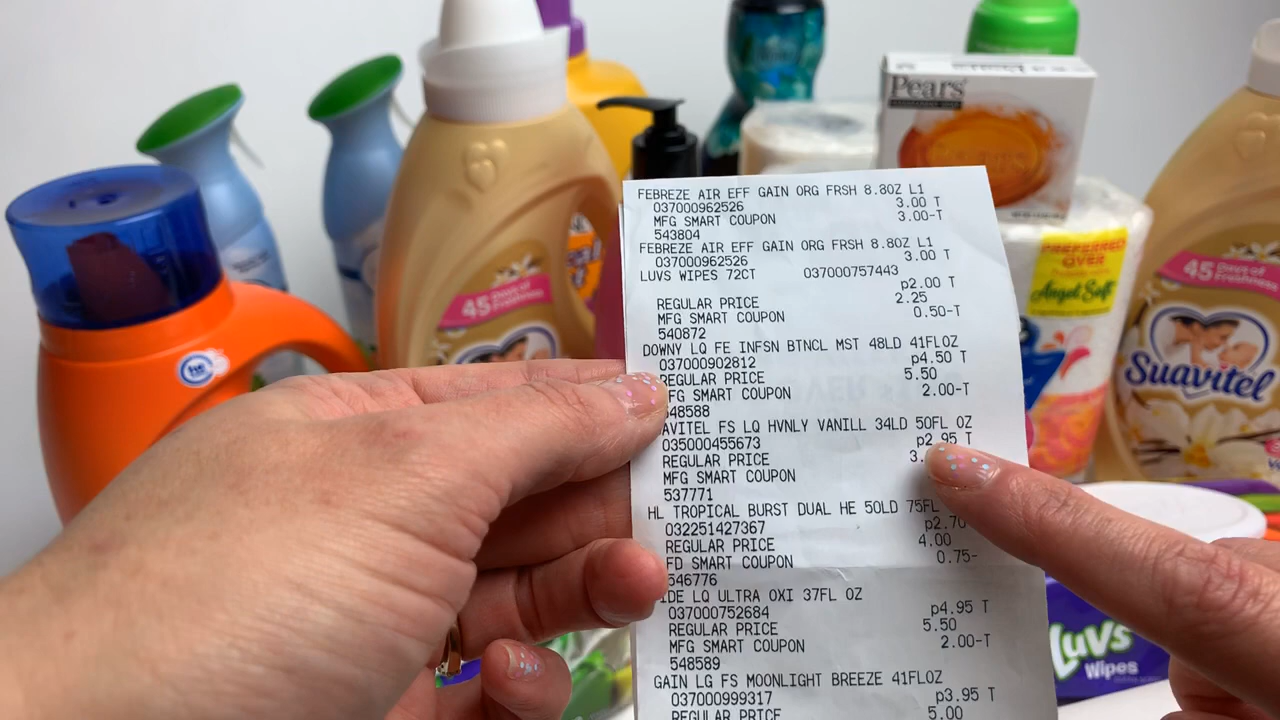 FEBREZE AIR EFF GAIN ORG FRSH 8.8OZ L1
037000962526 3.00 T
MFG SMART COUPON 3.00-T
543804
FEBREZE AIR EFF GAIN ORG FRSH 8.8OZ L1
037000962526 3.00 T
LUVS WIPES 72CT 037000757443
p2.00 T
REGULAR PRICE 2.25
MFG SMART COUPON 0.50-T
540872
DOWNY LQ FE INFSN BTNCL MST 48LD 41FLOZ
037000902812 p4.50 T
REGULAR PRICE 5.50
FG SMART COUPON 2.00-T
48588
AVITEL FS LQ HVNLY VANILL 34LD 50FL OZ
035000455673 p2.95 T
REGULAR PRICE 3.
MFG SMART COUPON
537771
HL TROPICAL BURST DUAL HE 50LD 75FL
032251427367 p2.70
REGULAR PRICE 4.00
FD SMART COUPON 0.75-
546776
IDE LQ ULTRA OXI 37FL OZ
037000752684 p4.95 T
REGULAR PRICE 5.50
MFG SMART COUPON 2.00-T
548589
GAIN LG FS MOONLIGHT BREEZE 41FLOZ
037000999317 p3.95 T
REGULAR PRICE 5.00
he
45 Days of
Freshness
Pears
PREFERRED
OVER
Angel Soft
45 Days of
Freshness
Suavitel
Luvs
Wipes